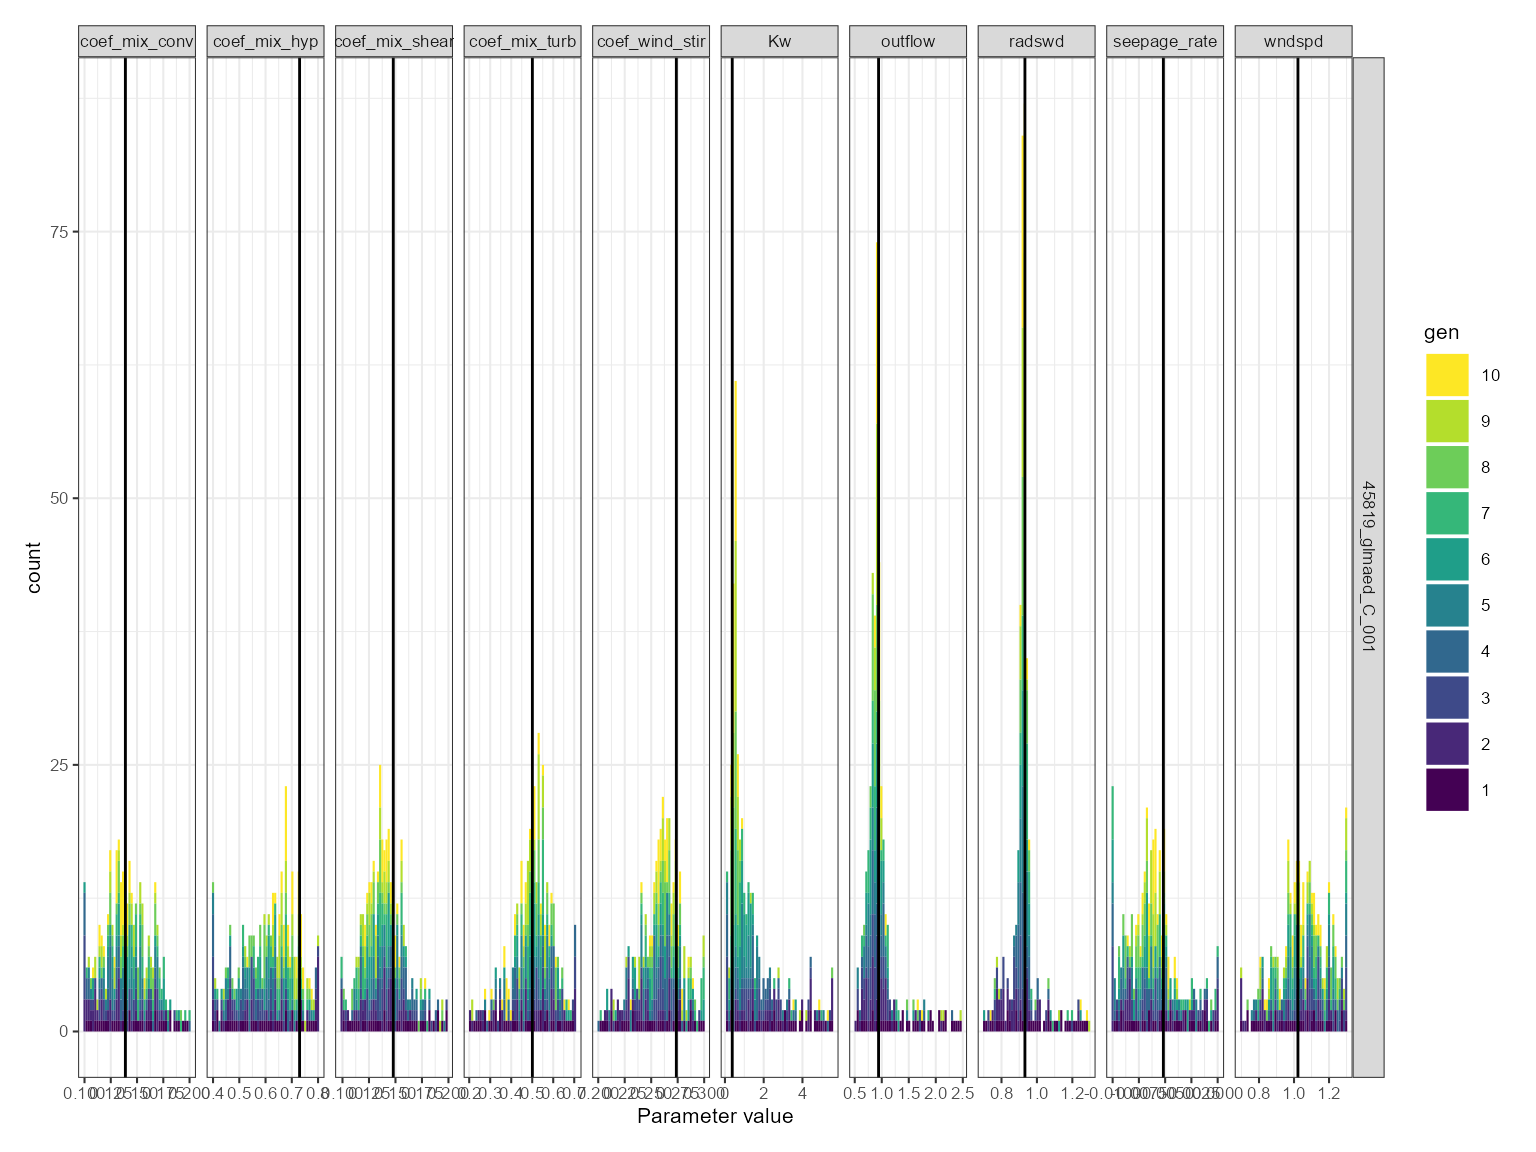 coef_mix_conv coef_mix_hyp coef_mix_shear coef_mix_turb coef_wind_stir Kw outflow radswd seepage_rate wndspd
75
50
25
0
count
45819_glmaed_C_001
0.4 0.5 0.6 0.7 0.8
0.2 0.3 0.4 0.5 0.6 0.7
0 2 4
0.5 1.0 1.5 2.0 2.5
0.8 1.0 1.2
0.8 1.0 1.2
Parameter value
gen
10
9
8
7
6
5
4
3
2
1